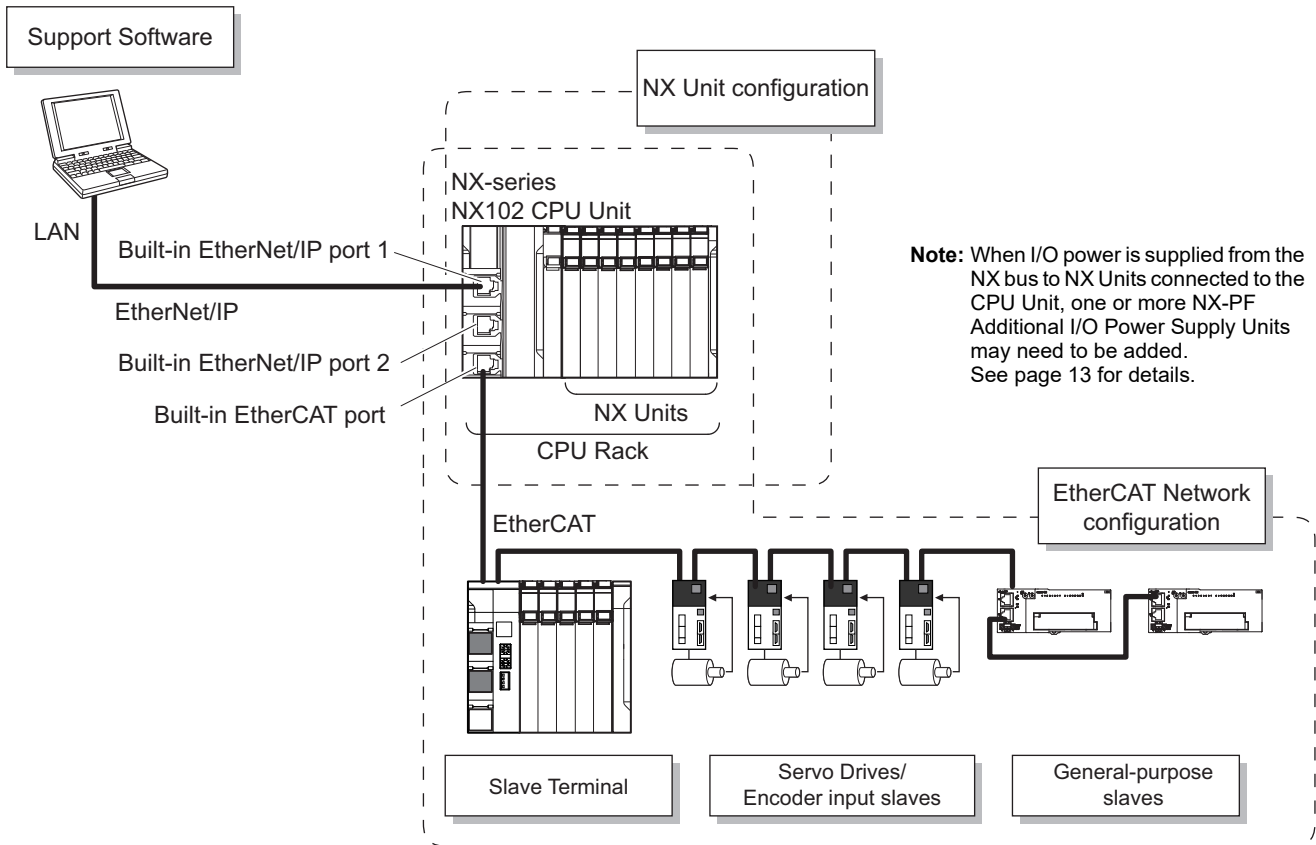 Support Software
NX Unit configuration
NX-series
NX102 CPU Unit
LAN
Built-in EtherNet/IP port 1
EtherNet/IP
Built-in EtherNet/IP port 2
Built-in EtherCAT port
NX Units
CPU Rack
Note: When I/O power is supplied from the
NX bus to NX Units connected to the
CPU Unit, one or more NX-PF
Additional I/O Power Supply Units
may need to be added.
See page 13 for details.
EtherCAT Network
configuration
EtherCAT
Slave Terminal
Servo Drives/
Encoder input slaves
General-purpose
slaves